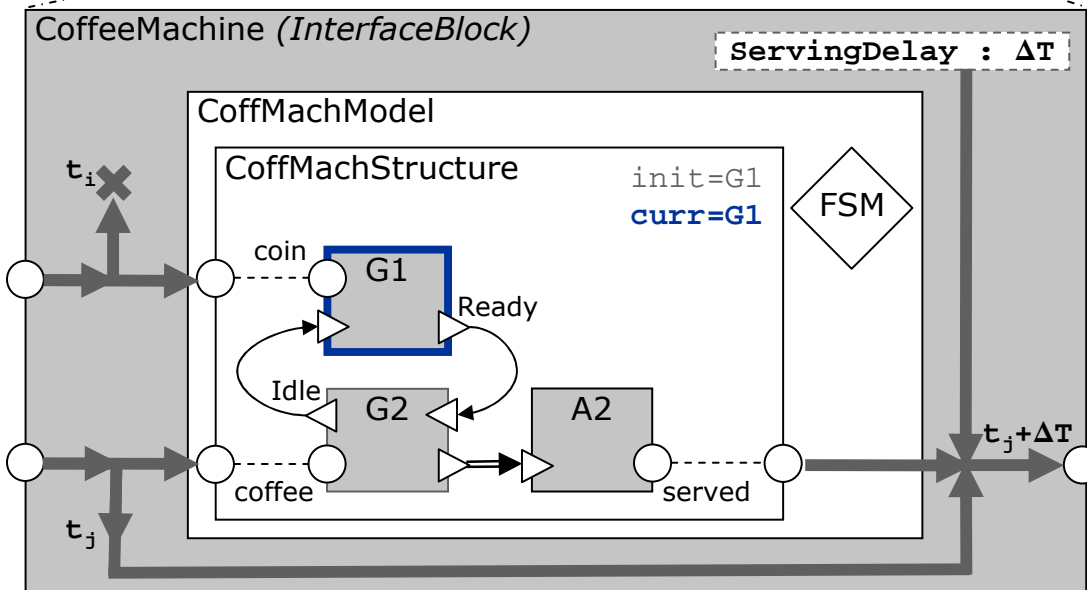 CoffeeMachine (InterfaceBlock)
ServingDelay : ΔT
CoffMachModel
CoffMachStructure
init=G1
curr=G1
FSM
tᵢ
coin
G1
Ready
Idle
G2
A2
coffee
served
tⱼ+ΔT
tⱼ